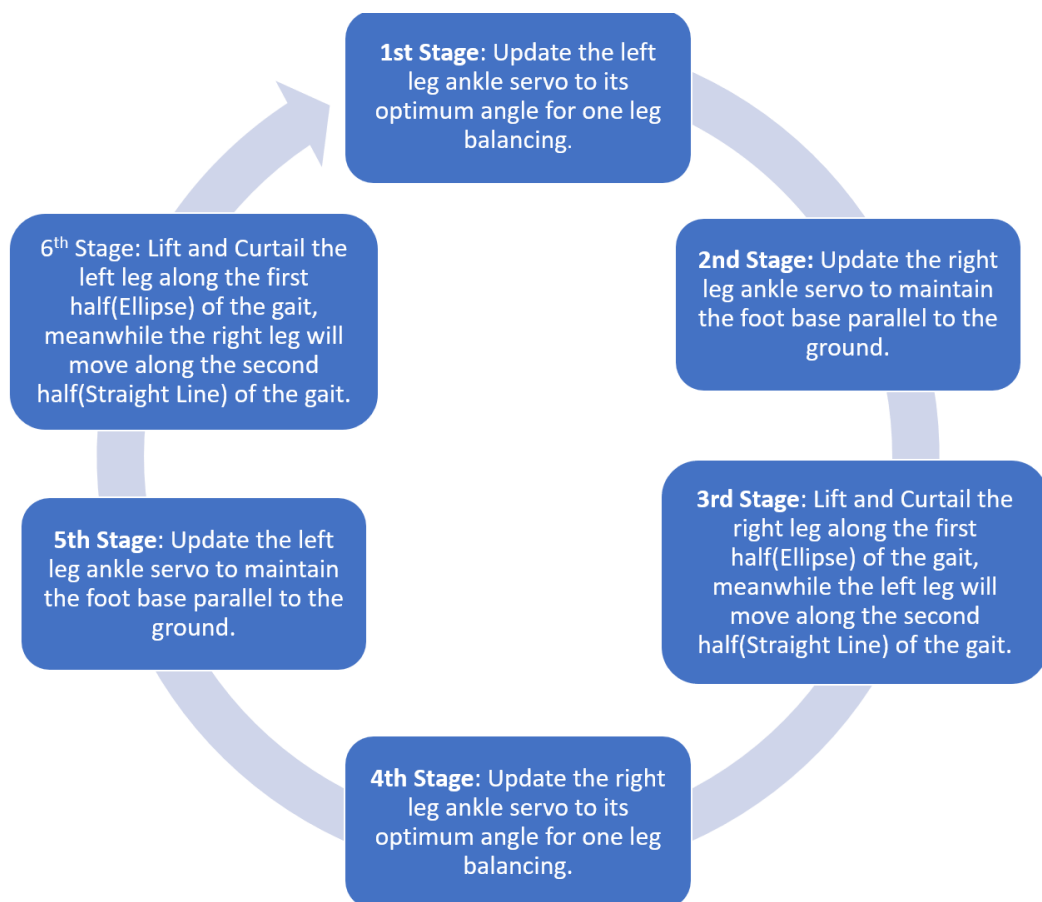 1st Stage: Update the left
leg ankle servo to its
optimum angle for one leg
balancing.
2nd Stage: Update the right
leg ankle servo to maintain
the foot base parallel to the
ground.
3rd Stage: Lift and Curtail the
right leg along the first
half(Ellipse) of the gait,
meanwhile the left leg will
move along the second
half(Straight Line) of the gait.
4th Stage: Update the right
leg ankle servo to its
optimum angle for one leg
balancing.
5th Stage: Update the left
leg ankle servo to maintain
the foot base parallel to the
ground.
6th Stage: Lift and Curtail the
left leg along the first
half(Ellipse) of the gait,
meanwhile the right leg will
move along the second
half(Straight Line) of the gait.